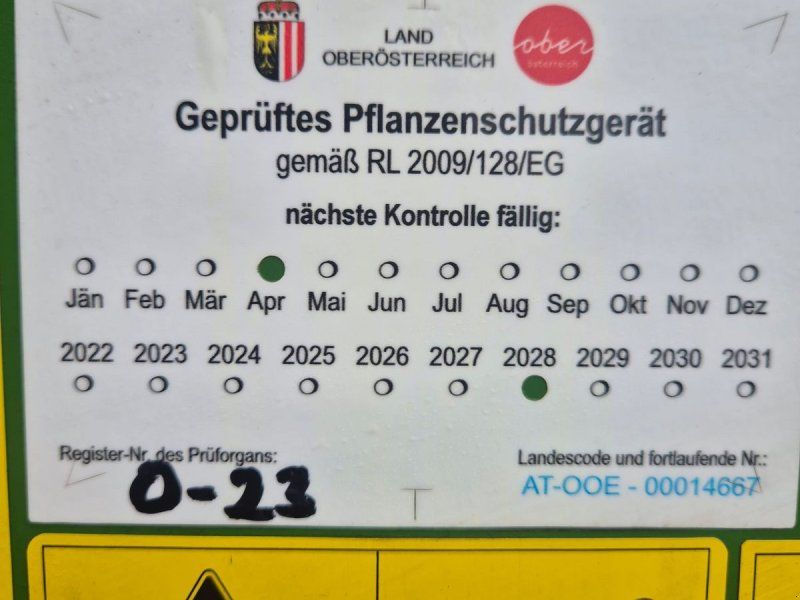 LAND
OBERÖSTERREICH
ober
österreich
Geprüftes Pflanzenschutzgerät
gemäß RL 2009/128/EG
nächste Kontrolle fällig:
Jän Feb Mär Apr Mai Jun Jul Aug Sep Okt Nov Dez
2022 2023 2024 2025 2026 2027 2028 2029 2030 2031
Register-Nr. des Prüforgans:
0-23
Landescode und fortlaufende Nr.:
AT-OOE - 00014667